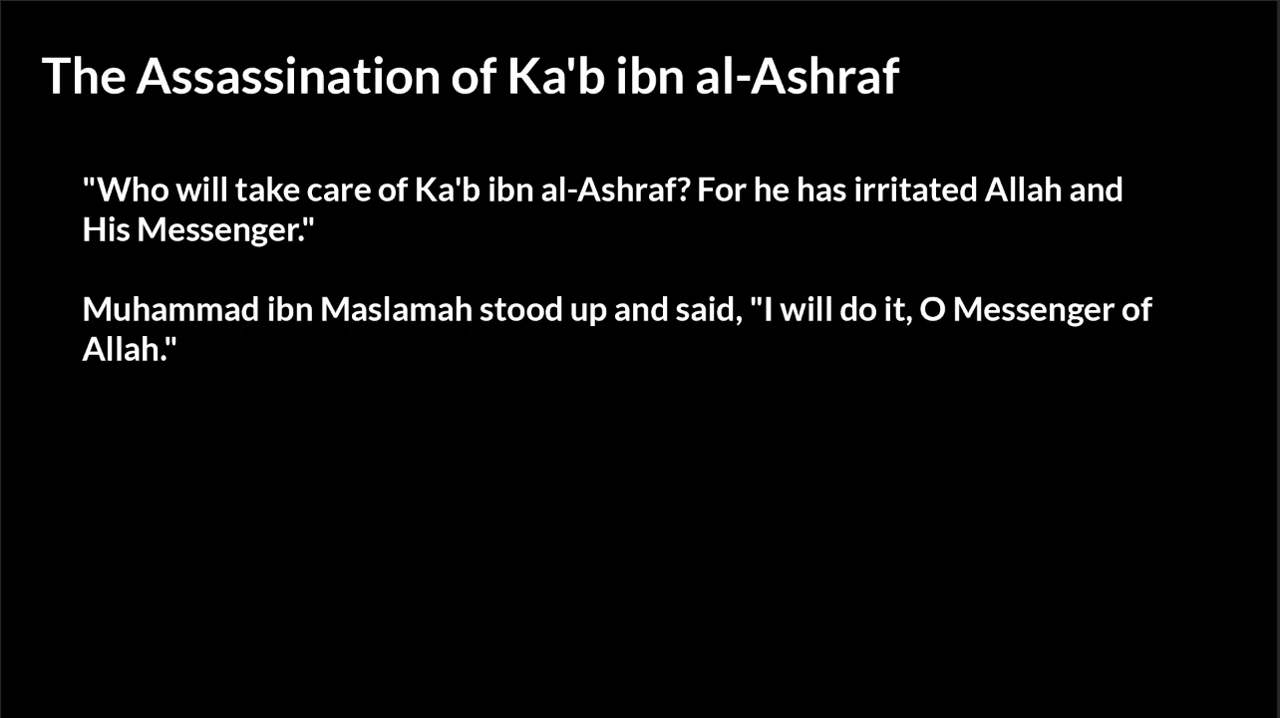 The Assassination of Ka'b ibn al-Ashraf
"Who will take care of Ka'b ibn al-Ashraf? For he has irritated Allah and
His Messenger."
Muhammad ibn Maslamah stood up and said, "I will do it, O Messenger of
Allah."